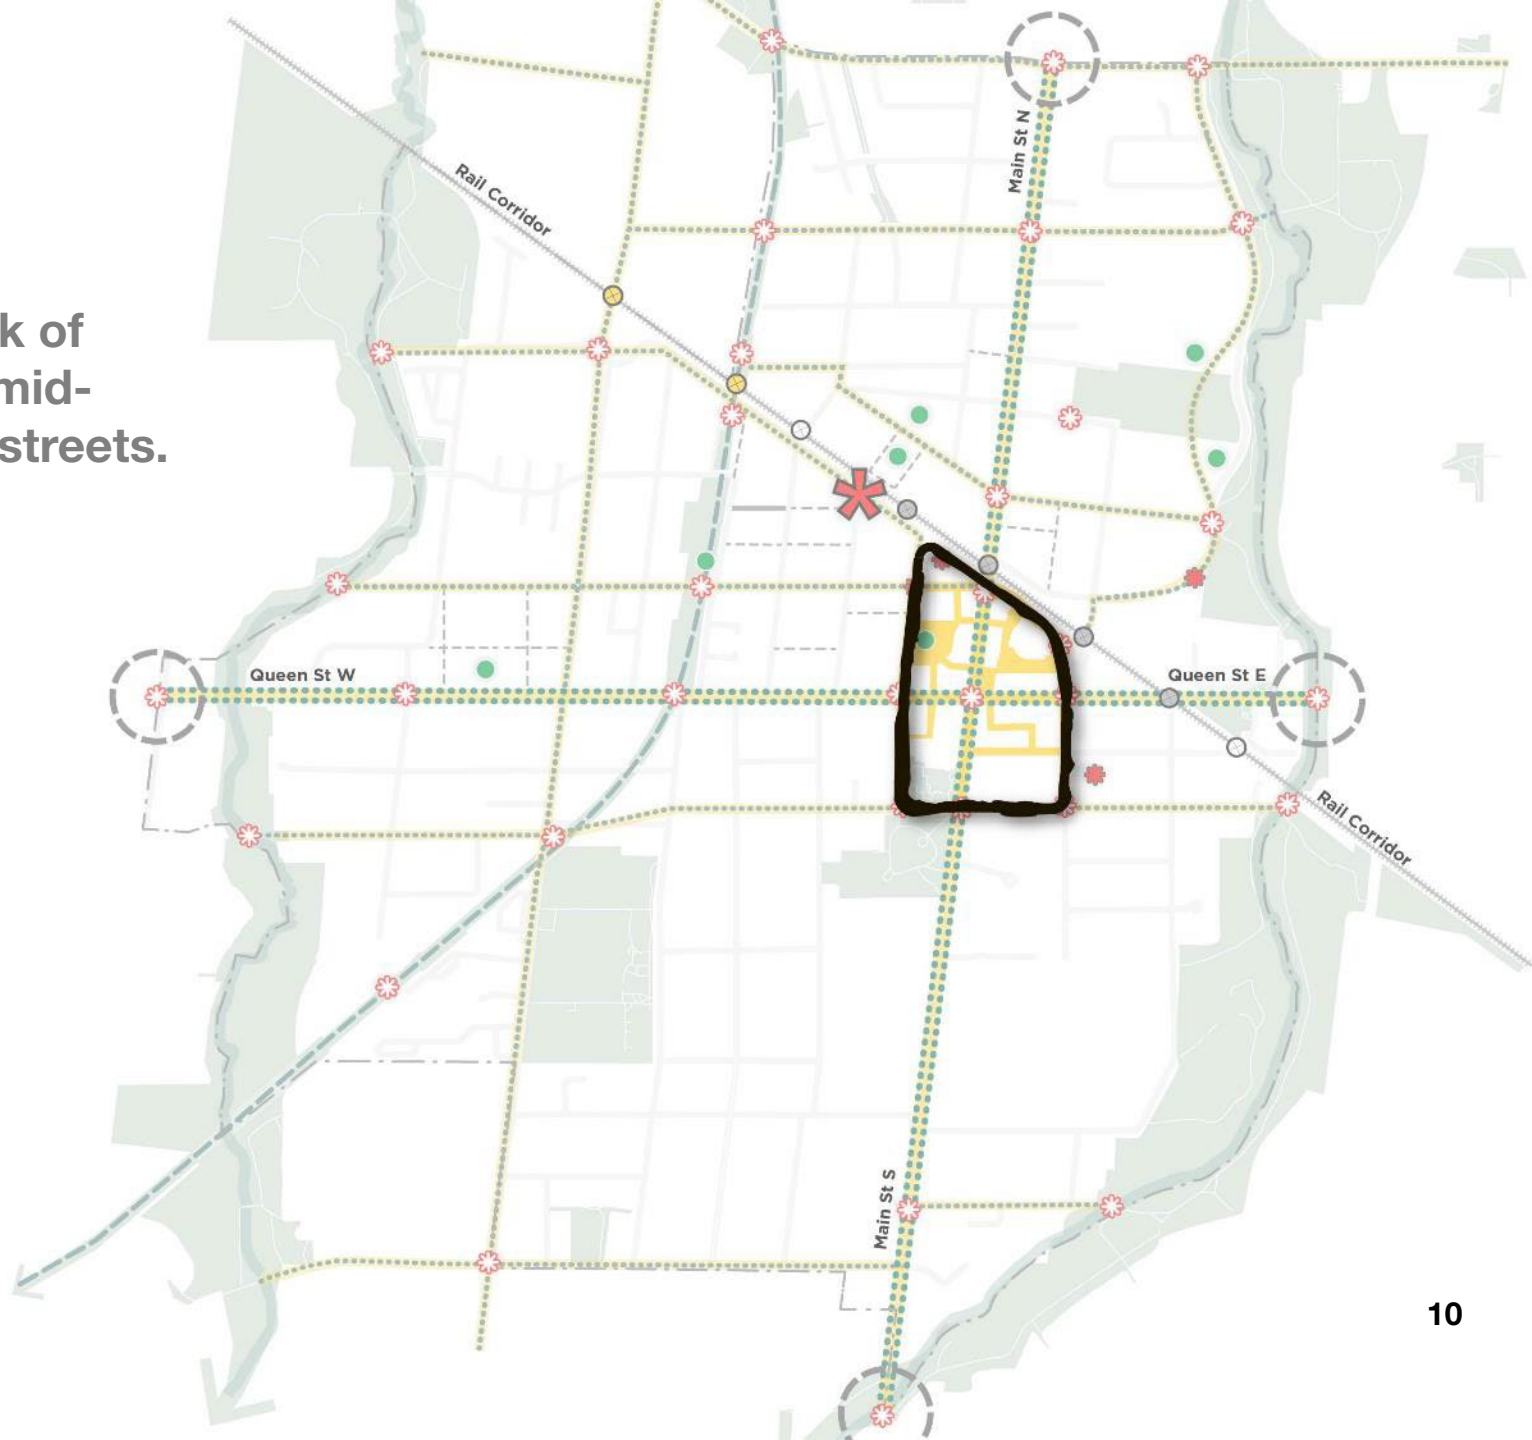 Main St N
Rail Corridor
k of
mid-
streets.
Queen St W
Queen St E
Rail Corridor
Main St S
10